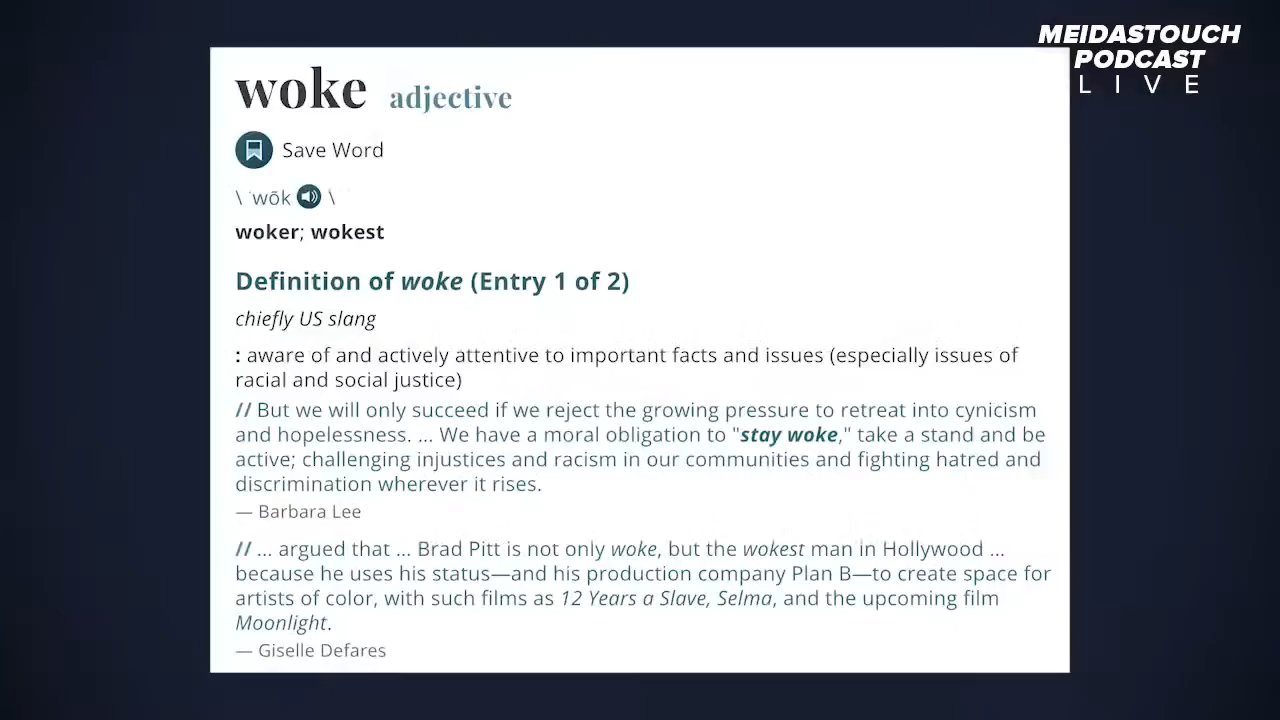 MEIDASTOUCH
PODCAST
LIVE
woke adjective
Save Word
\ ˈwōk \
woker; wokest
Definition of woke (Entry 1 of 2)
chiefly US slang
: aware of and actively attentive to important facts and issues (especially issues of
racial and social justice)
// But we will only succeed if we reject the growing pressure to retreat into cynicism
and hopelessness. … We have a moral obligation to "stay woke," take a stand and be
active; challenging injustices and racism in our communities and fighting hatred and
discrimination wherever it rises.
— Barbara Lee
// … argued that … Brad Pitt is not only woke, but the wokest man in Hollywood …
because he uses his status—and his production company Plan B—to create space for
artists of color, with such films as 12 Years a Slave, Selma, and the upcoming film
Moonlight.
— Giselle Defares